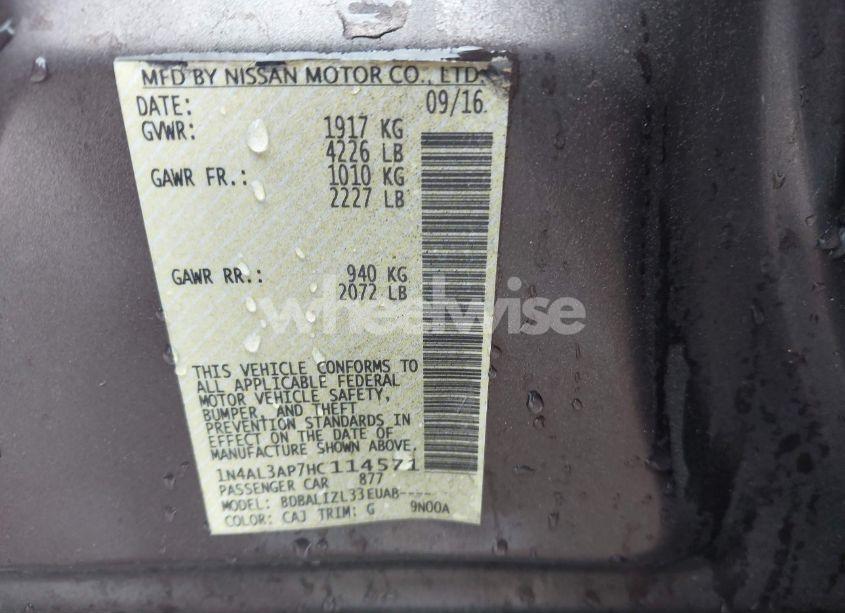 MFD BY NISSAN MOTOR CO., LTD.
DATE: 09/16
GVWR: 1917 KG
4226 LB
GAWR FR.: 1010 KG
2227 LB
GAWR RR.: 940 KG
2072 LB
wheelwise
THIS VEHICLE CONFORMS TO
ALL APPLICABLE FEDERAL
MOTOR VEHICLE SAFETY,
BUMPER, AND THEFT
PREVENTION STANDARDS IN
EFFECT ON THE DATE OF
MANUFACTURE SHOWN ABOVE.
1N4AL3AP7HC114571
PASSENGER CAR 877
MODEL: BDBALIZL33EUAB-----
COLOR: CAJ TRIM: G 9N00A